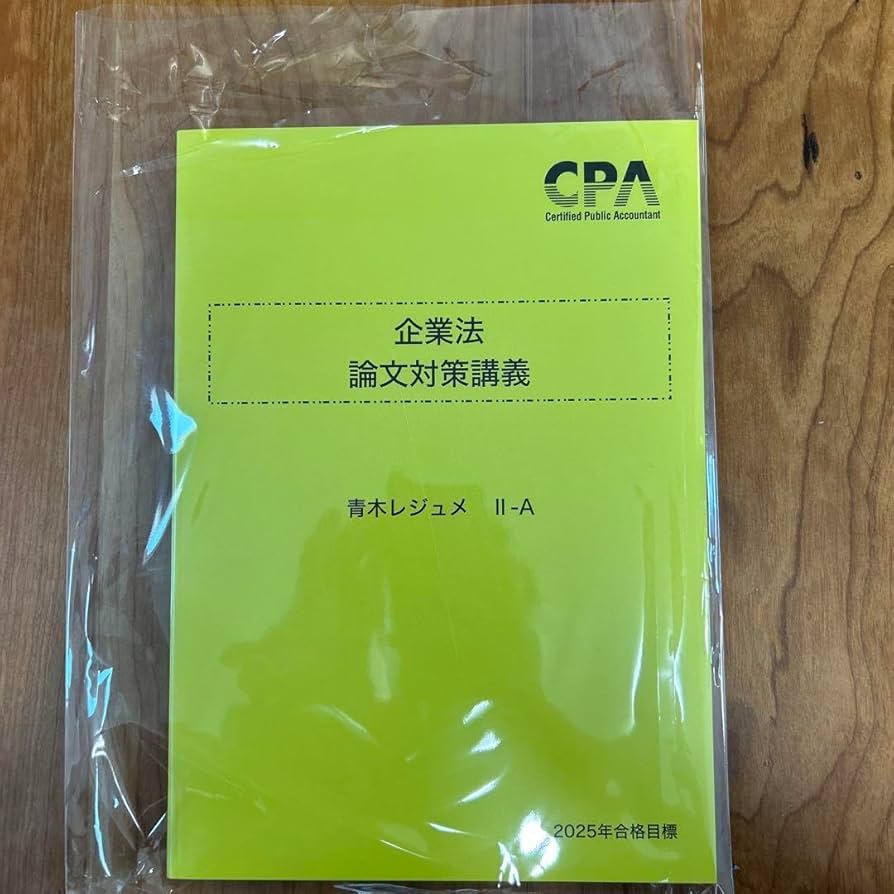 CPA
Certified Public Accountant
企業法
論文対策講義
青木レジュメ Ⅱ-A
2025年合格目標